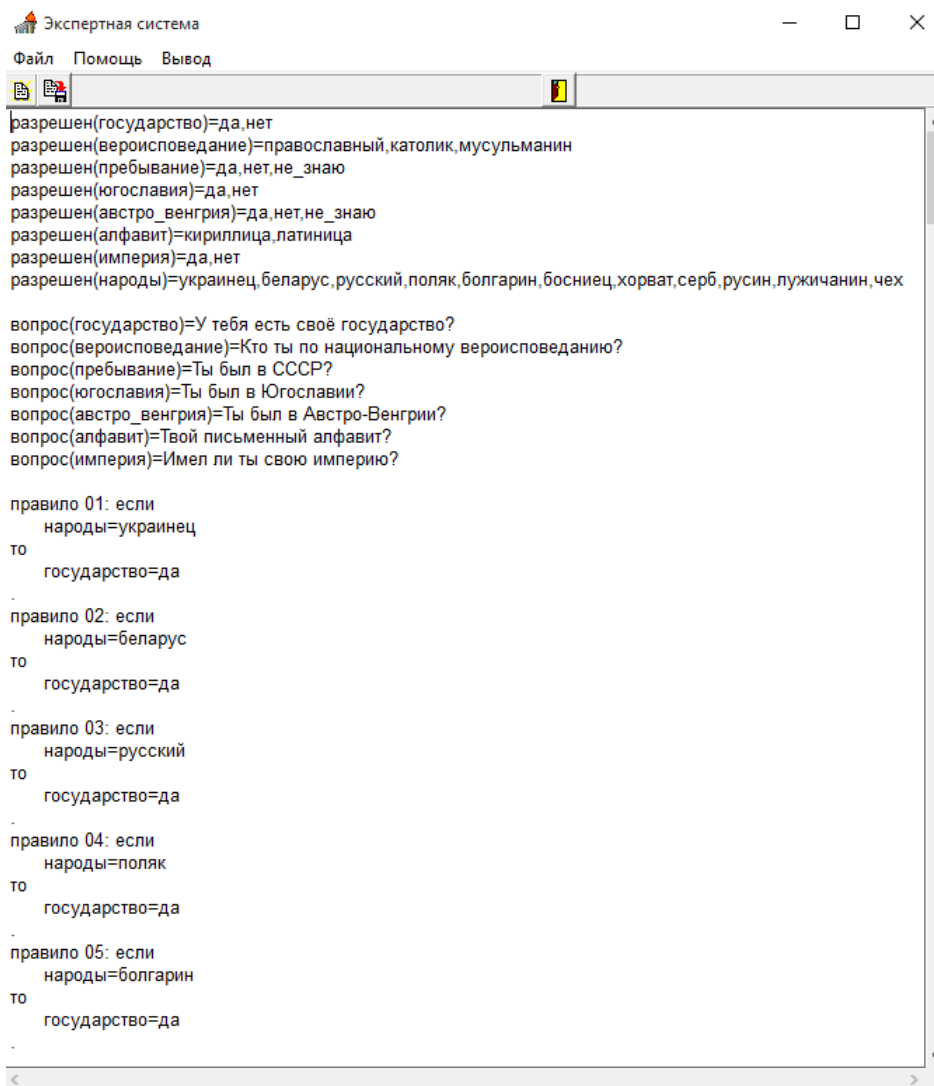 Экспертная система
Файл Помощь Вывод
разрешен(государство)=да,нет
разрешен(вероисповедание)=православный,католик,мусульманин
разрешен(пребывание)=да,нет,не_знаю
разрешен(югославия)=да,нет
разрешен(австро_венгрия)=да,нет,не_знаю
разрешен(алфавит)=кириллица,латиница
разрешен(империя)=да,нет
разрешен(народы)=украинец,беларус,русский,поляк,болгарин,босниец,хорват,серб,русин,лужичанин,чех
вопрос(государство)=У тебя есть своё государство?
вопрос(вероисповедание)=Кто ты по национальному вероисповеданию?
вопрос(пребывание)=Ты был в СССР?
вопрос(югославия)=Ты был в Югославии?
вопрос(австро_венгрия)=Ты был в Австро-Венгрии?
вопрос(алфавит)=Твой письменный алфавит?
вопрос(империя)=Имел ли ты свою империю?
правило 01: если
народы=украинец
то
государство=да
.
правило 02: если
народы=беларус
то
государство=да
.
правило 03: если
народы=русский
то
государство=да
.
правило 04: если
народы=поляк
то
государство=да
.
правило 05: если
народы=болгарин
то
государство=да
.